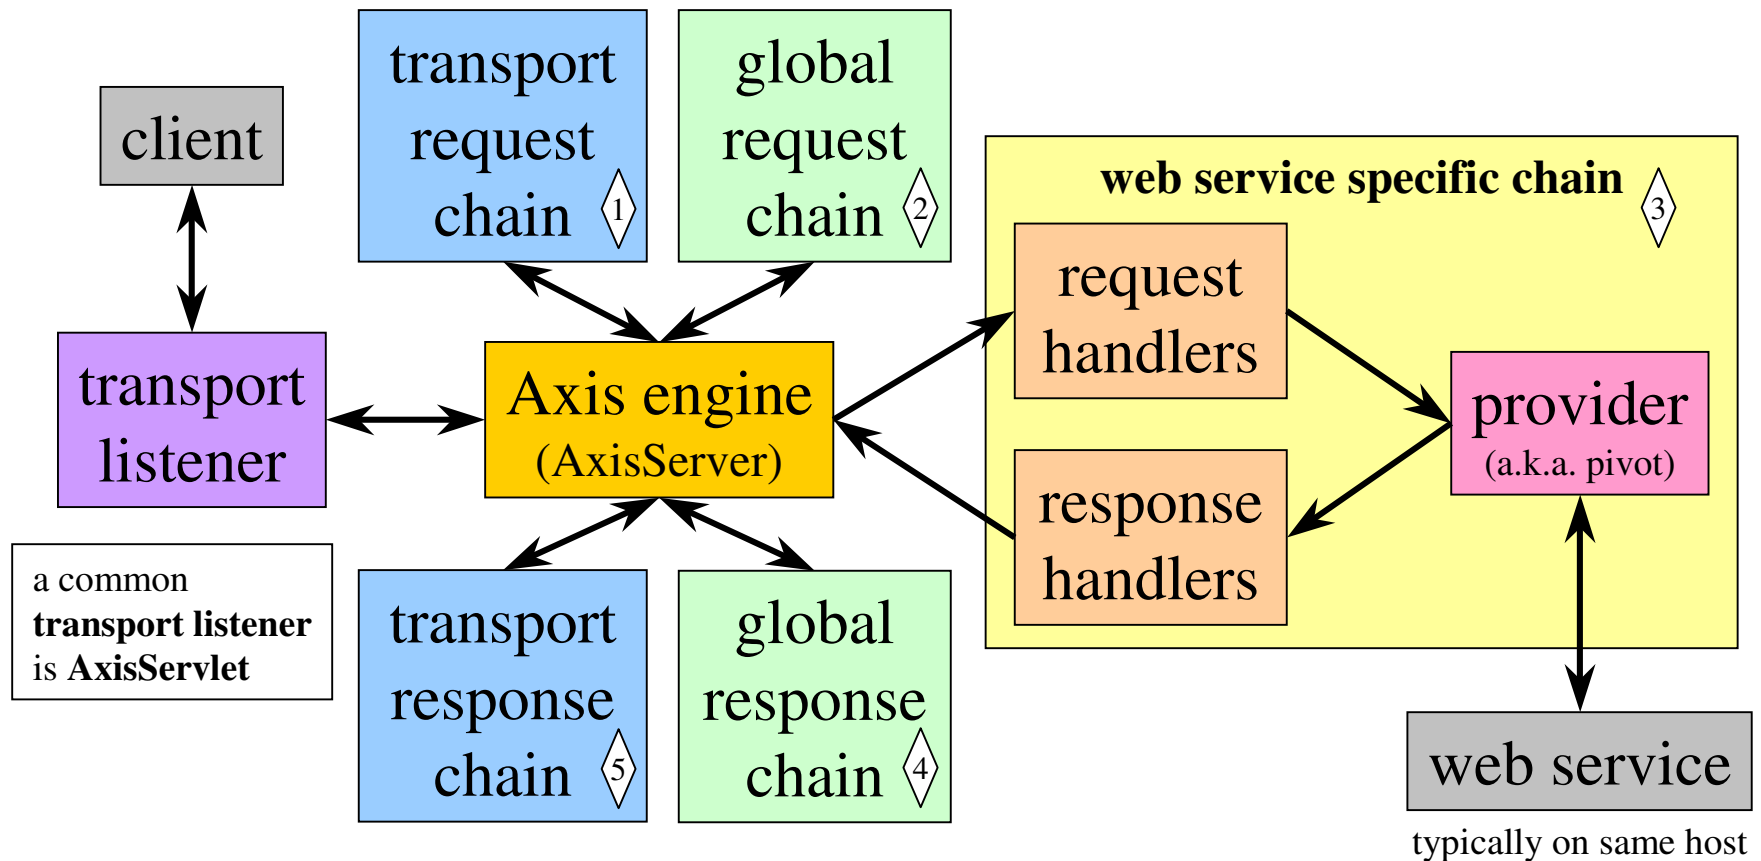 client
transport
listener
a common
transport listener
is AxisServlet
transport
request
chain 1
global
request
chain 2
Axis engine
(AxisServer)
transport
response
chain 5
global
response
chain 4
web service specific chain 3
request
handlers
response
handlers
provider
(a.k.a. pivot)
web service
typically on same host